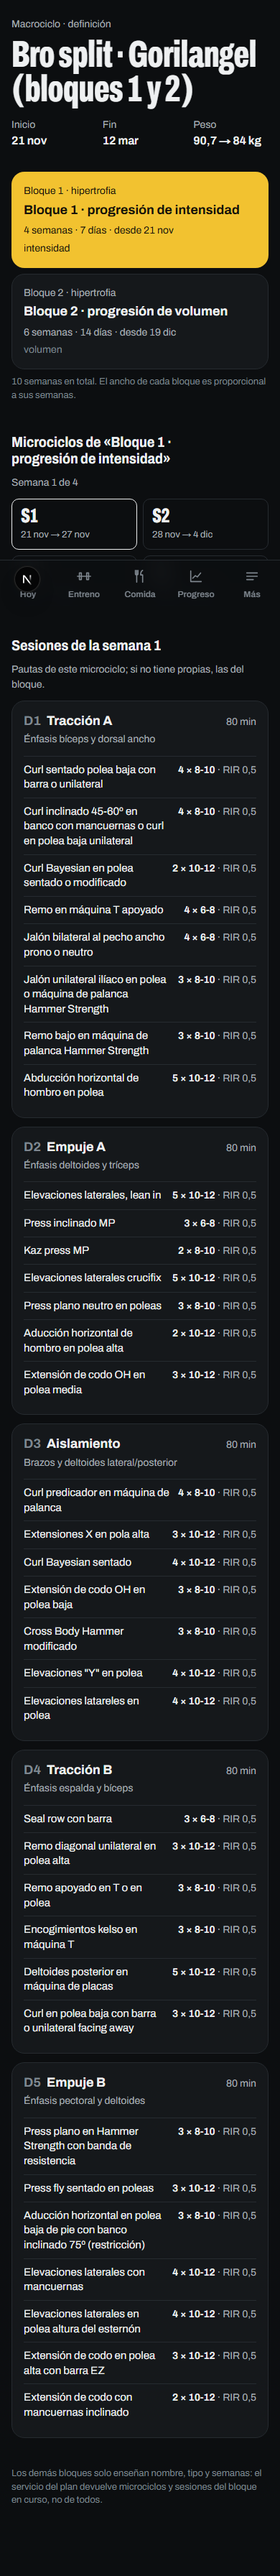 Macrociclo · definición
Bro split · Gorilangel
(bloques 1 y 2)
Inicio
Fin
Peso
21 nov
12 mar
90,7 → 84 kg
Bloque 1 · hipertrofia
Bloque 1 · progresión de intensidad
4 semanas · 7 días · desde 21 nov
intensidad
Bloque 2 · hipertrofia
Bloque 2 · progresión de volumen
6 semanas · 14 días · desde 19 dic
volumen
10 semanas en total. El ancho de cada bloque es proporcional
a sus semanas.
Microciclos de «Bloque 1 ·
progresión de intensidad»
Semana 1 de 4
S1
21 nov → 27 nov
S2
28 nov → 4 dic
N
Hoy
Entreno
Comida
Progreso
Más
Sesiones de la semana 1
Pautas de este microciclo; si no tiene propias, las del
bloque.
D1 Tracción A 80 min
Énfasis bíceps y dorsal ancho
Curl sentado polea baja con 4 × 8-10 · RIR 0,5
barra o unilateral
Curl inclinado 45-60º en 4 × 8-10 · RIR 0,5
banco con mancuernas o curl
en polea baja unilateral
Curl Bayesian en polea 2 × 10-12 · RIR 0,5
sentado o modificado
Remo en máquina T apoyado 4 × 6-8 · RIR 0,5
Jalón bilateral al pecho ancho 4 × 6-8 · RIR 0,5
prono o neutro
Jalón unilateral ilíaco en polea 3 × 8-10 · RIR 0,5
o máquina de palanca
Hammer Strength
Remo bajo en máquina de 3 × 8-10 · RIR 0,5
palanca Hammer Strength
Abducción horizontal de 5 × 10-12 · RIR 0,5
hombro en polea
D2 Empuje A 80 min
Énfasis deltoides y tríceps
Elevaciones laterales, lean in 5 × 10-12 · RIR 0,5
Press inclinado MP 3 × 6-8 · RIR 0,5
Kaz press MP 2 × 8-10 · RIR 0,5
Elevaciones laterales crucifix 5 × 10-12 · RIR 0,5
Press plano neutro en poleas 3 × 8-10 · RIR 0,5
Aducción horizontal de 2 × 10-12 · RIR 0,5
hombro en polea alta
Extensión de codo OH en 3 × 10-12 · RIR 0,5
polea media
D3 Aislamiento 80 min
Brazos y deltoides lateral/posterior
Curl predicador en máquina de 4 × 8-10 · RIR 0,5
palanca
Extensiones X en pola alta 3 × 10-12 · RIR 0,5
Curl Bayesian sentado 4 × 10-12 · RIR 0,5
Extensión de codo OH en 3 × 8-10 · RIR 0,5
polea baja
Cross Body Hammer 3 × 8-10 · RIR 0,5
modificado
Elevaciones "Y" en polea 4 × 10-12 · RIR 0,5
Elevaciones latareles en 4 × 10-12 · RIR 0,5
polea
D4 Tracción B 80 min
Énfasis espalda y bíceps
Seal row con barra 3 × 6-8 · RIR 0,5
Remo diagonal unilateral en 3 × 10-12 · RIR 0,5
polea alta
Remo apoyado en T o en 3 × 8-10 · RIR 0,5
polea
Encogimientos kelso en 3 × 8-10 · RIR 0,5
máquina T
Deltoides posterior en 5 × 10-12 · RIR 0,5
máquina de placas
Curl en polea baja con barra 3 × 10-12 · RIR 0,5
o unilateral facing away
D5 Empuje B 80 min
Énfasis pectoral y deltoides
Press plano en Hammer 3 × 8-10 · RIR 0,5
Strength con banda de
resistencia
Press fly sentado en poleas 3 × 10-12 · RIR 0,5
Aducción horizontal en polea 3 × 8-10 · RIR 0,5
baja de pie con banco
inclinado 75º (restricción)
Elevaciones laterales con 4 × 10-12 · RIR 0,5
mancuernas
Elevaciones laterales en 4 × 10-12 · RIR 0,5
polea altura del esternón
Extensión de codo en polea 3 × 10-12 · RIR 0,5
alta con barra EZ
Extensión de codo con 2 × 10-12 · RIR 0,5
mancuernas inclinado
Los demás bloques solo enseñan nombre, tipo y semanas: el
servicio del plan devuelve microciclos y sesiones del bloque
en curso, no de todos.